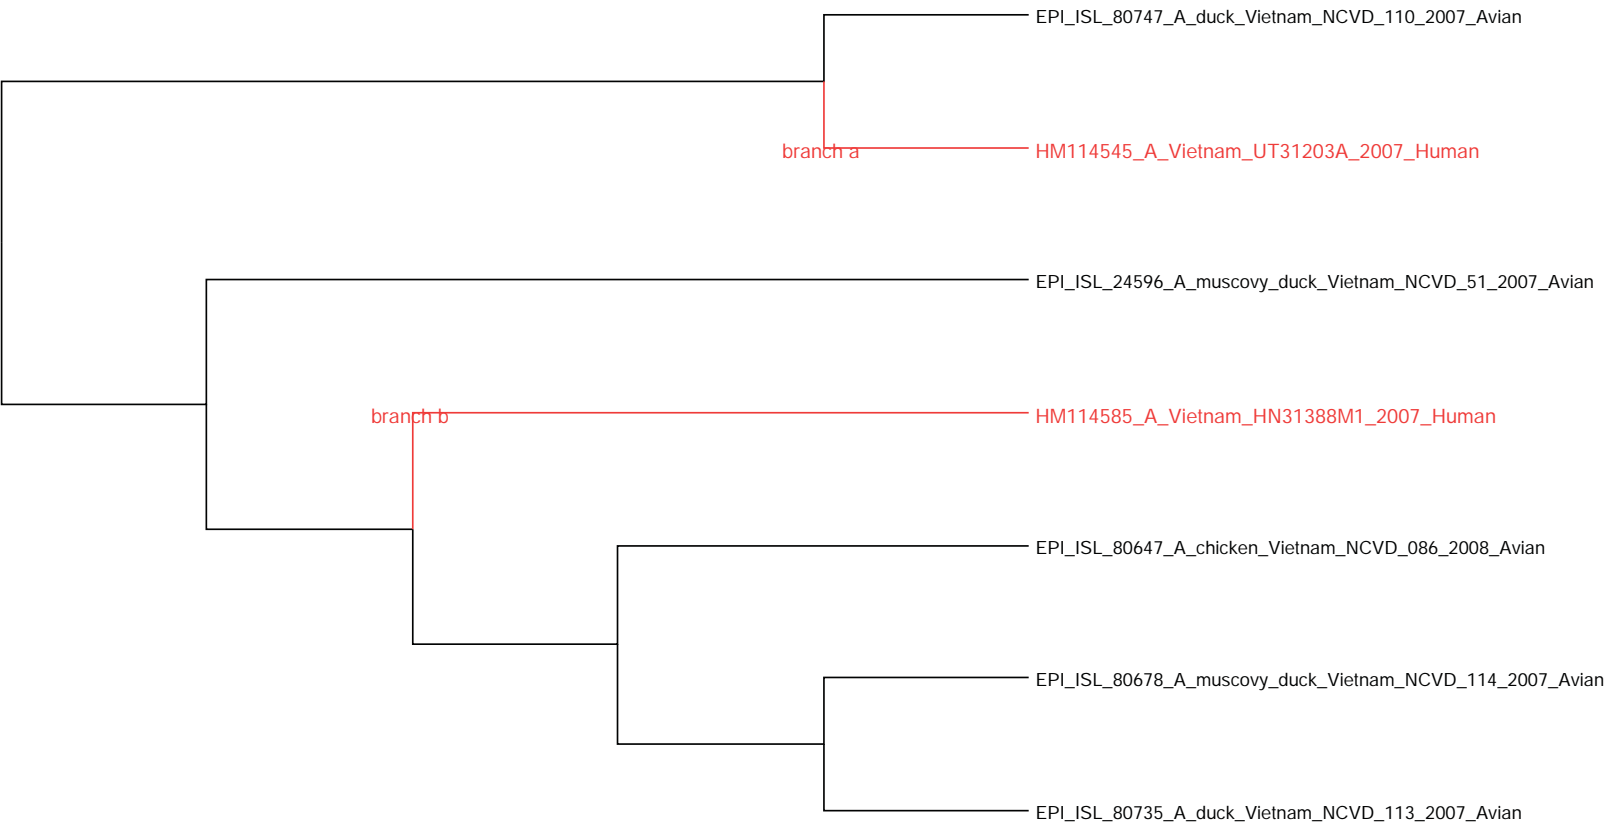 EPI_ISL_80747_A_duck_Vietnam_NCVD_110_2007_Avian
branch a
HM114545_A_Vietnam_UT31203A_2007_Human
EPI_ISL_24596_A_muscovy_duck_Vietnam_NCVD_51_2007_Avian
branch b
HM114585_A_Vietnam_HN31388M1_2007_Human
EPI_ISL_80647_A_chicken_Vietnam_NCVD_086_2008_Avian
EPI_ISL_80678_A_muscovy_duck_Vietnam_NCVD_114_2007_Avian
EPI_ISL_80735_A_duck_Vietnam_NCVD_113_2007_Avian